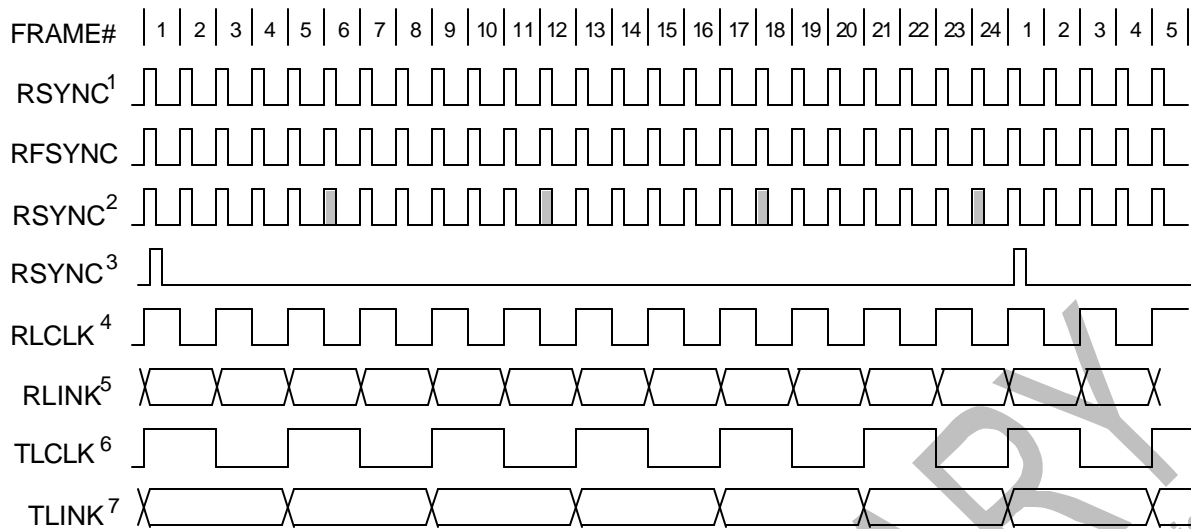 FRAME# 1 2 3 4 5 6 7 8 9 10 11 12 13 14 15 16 17 18 19 20 21 22 23 24 1 2 3 4 5
RSYNC1
RFSYNC
RSYNC2
RSYNC3
RLCLK 4
RLINK5
TLCLK 6
TLINK7
ARY